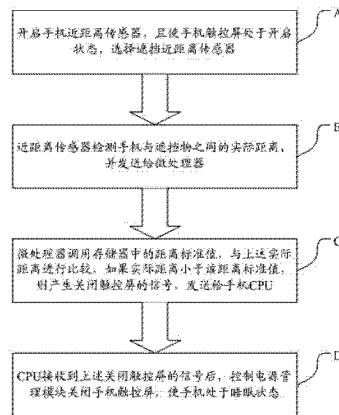 开启手机近距离传感器，且使手机触控屏处于开启
状态，选择遮挡近距离传感器
A
近距离传感器检测手机与遮挡物之间的实际距离，
并发送给微处理器
B
微处理器调用存储器中的距离标准值，与上述实际
距离进行比较，如果实际距离小于该距离标准值，
则产生关闭触控屏的信号，发送给手机CPU
C
CPU接收到上述关闭触控屏的信号后，控制电源管
理模块关闭手机触控屏，使手机处于睡眠状态
D